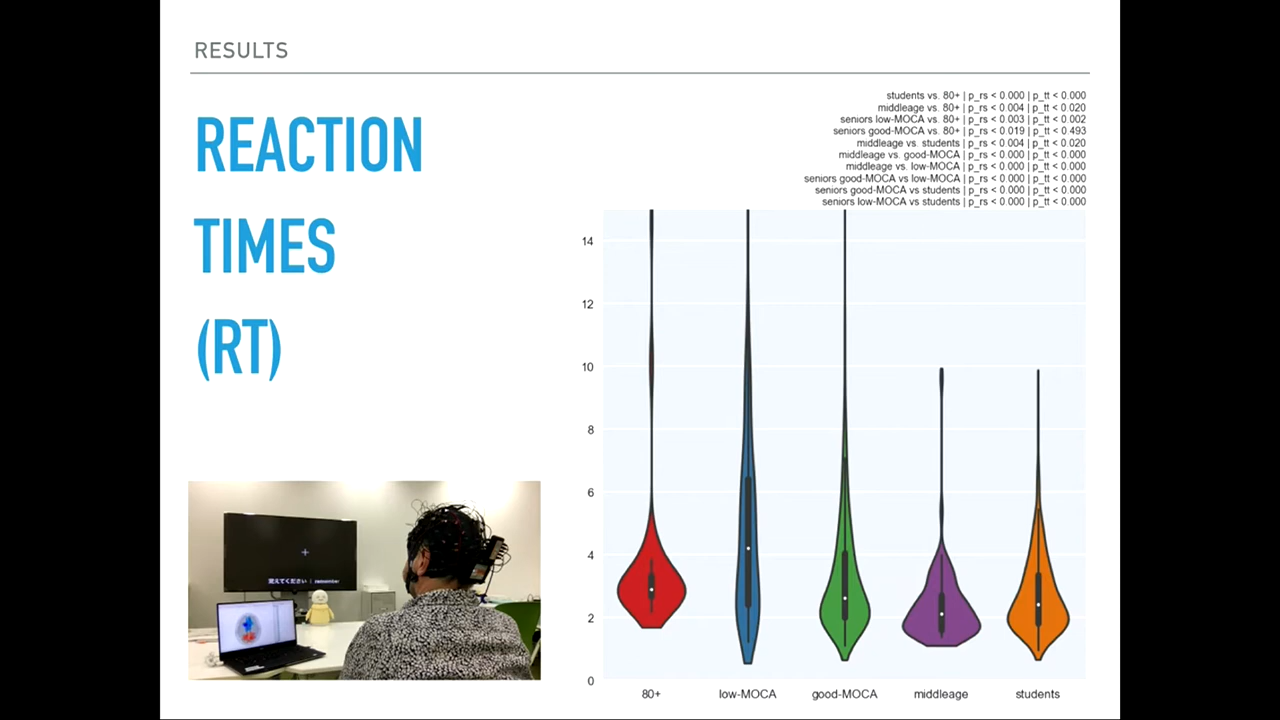 RESULTS
REACTION
TIMES
(RT)
students vs. 80+ | p_rs < 0.000 | p_tt < 0.000
middleage vs. 80+ | p_rs < 0.004 | p_tt < 0.020
seniors low-MOCA vs. 80+ | p_rs < 0.003 | p_tt < 0.002
seniors good-MOCA vs. 80+ | p_rs < 0.019 | p_tt < 0.493
middleage vs. students | p_rs < 0.004 | p_tt < 0.020
middleage vs. good-MOCA | p_rs < 0.000 | p_tt < 0.000
middleage vs. low-MOCA | p_rs < 0.000 | p_tt < 0.000
seniors good-MOCA vs low-MOCA | p_rs < 0.000 | p_tt < 0.000
seniors good-MOCA vs students | p_rs < 0.000 | p_tt < 0.000
seniors low-MOCA vs students | p_rs < 0.000 | p_tt < 0.000
14
12
10
8
6
4
2
0
80+
low-MOCA
good-MOCA
middleage
students
覚えてください | remember